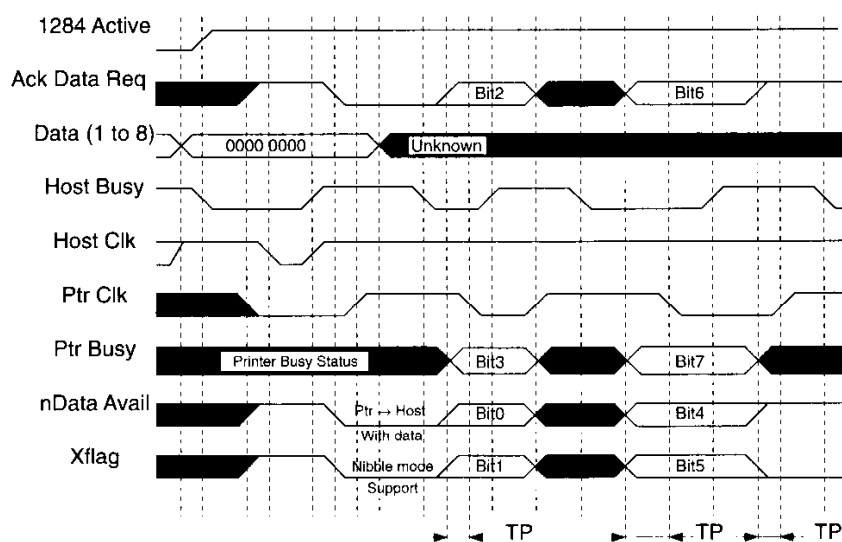 1284 Active
Ack Data Req
Bit2
Bit6
Data (1 to 8)
0000 0000
Unknown
Host Busy
Host Clk
Ptr Clk
Ptr Busy
Printer Busy Status
Bit3
Bit7
nData Avail
Ptr ↔ Host
With data
Bit0
Bit4
Xflag
Nibble mode
Support
Bit1
Bit5
TP
TP
TP